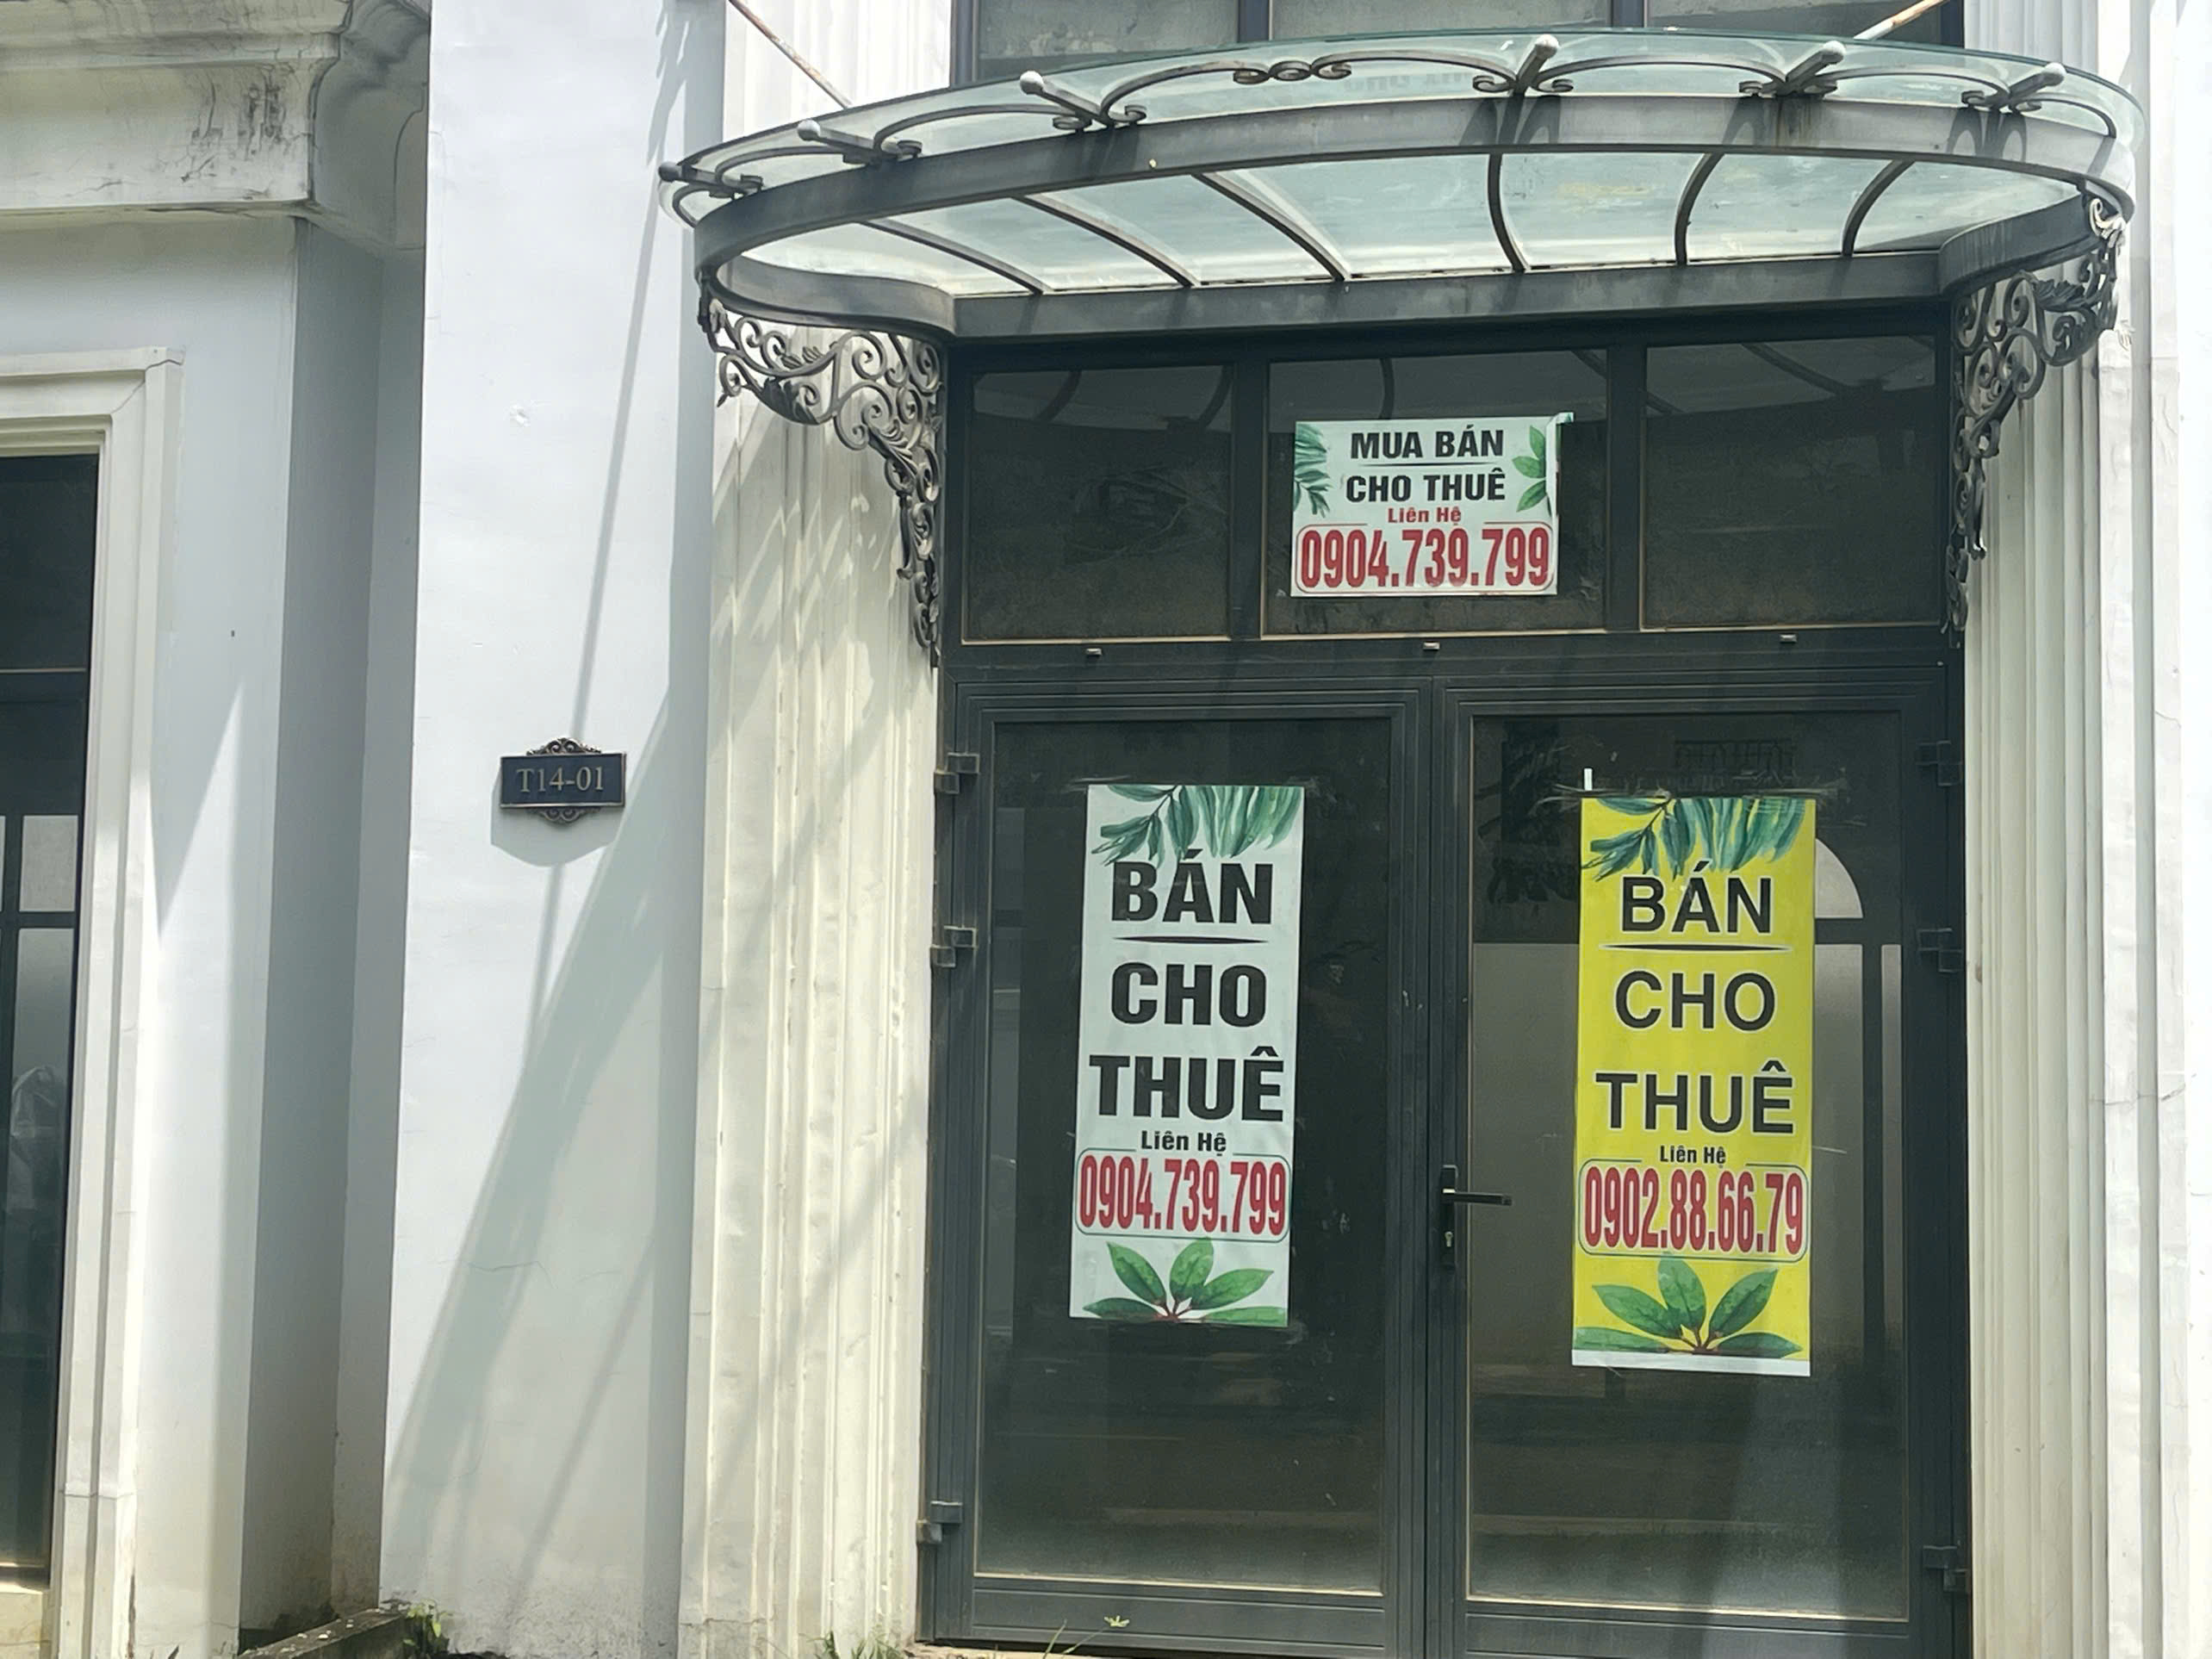 MUA BÁN
CHO THUÊ
Liên Hệ
0904.739.799
T14-01
BÁN
CHO
THUÊ
Liên Hệ
0904.739.799
BÁN
CHO
THUÊ
Liên Hệ
0902.88.66.79